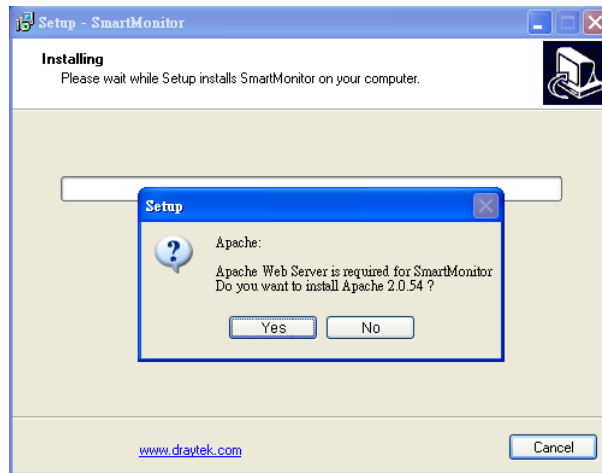 Setup - SmartMonitor
Installing
Please wait while Setup installs SmartMonitor on your computer.
Setup
Apache:
Apache Web Server is required for SmartMonitor
Do you want to install Apache 2.0.54 ?
Yes
No
www.draytek.com
Cancel